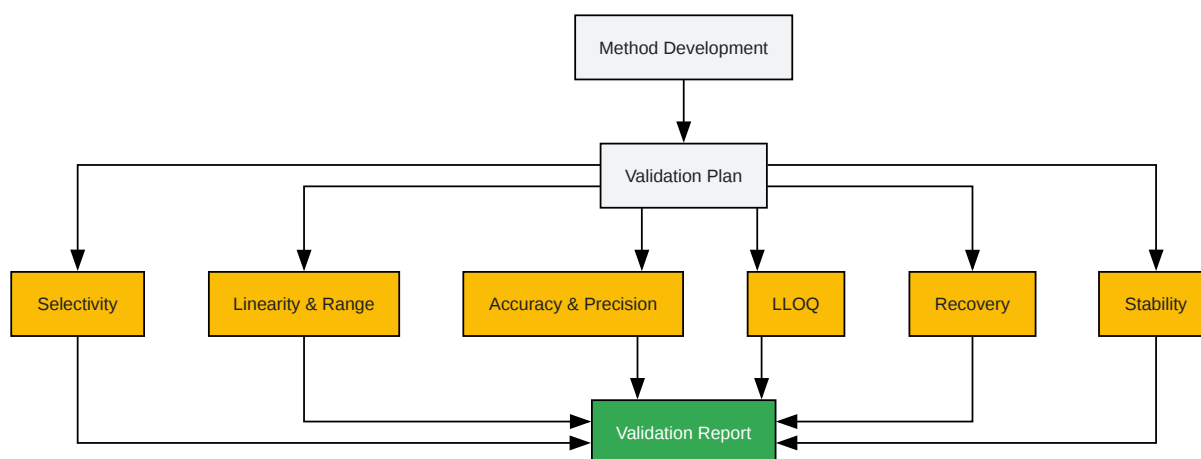 Method Development
Validation Plan
Selectivity
Linearity & Range
Accuracy & Precision
LLOQ
Recovery
Stability
Validation Report